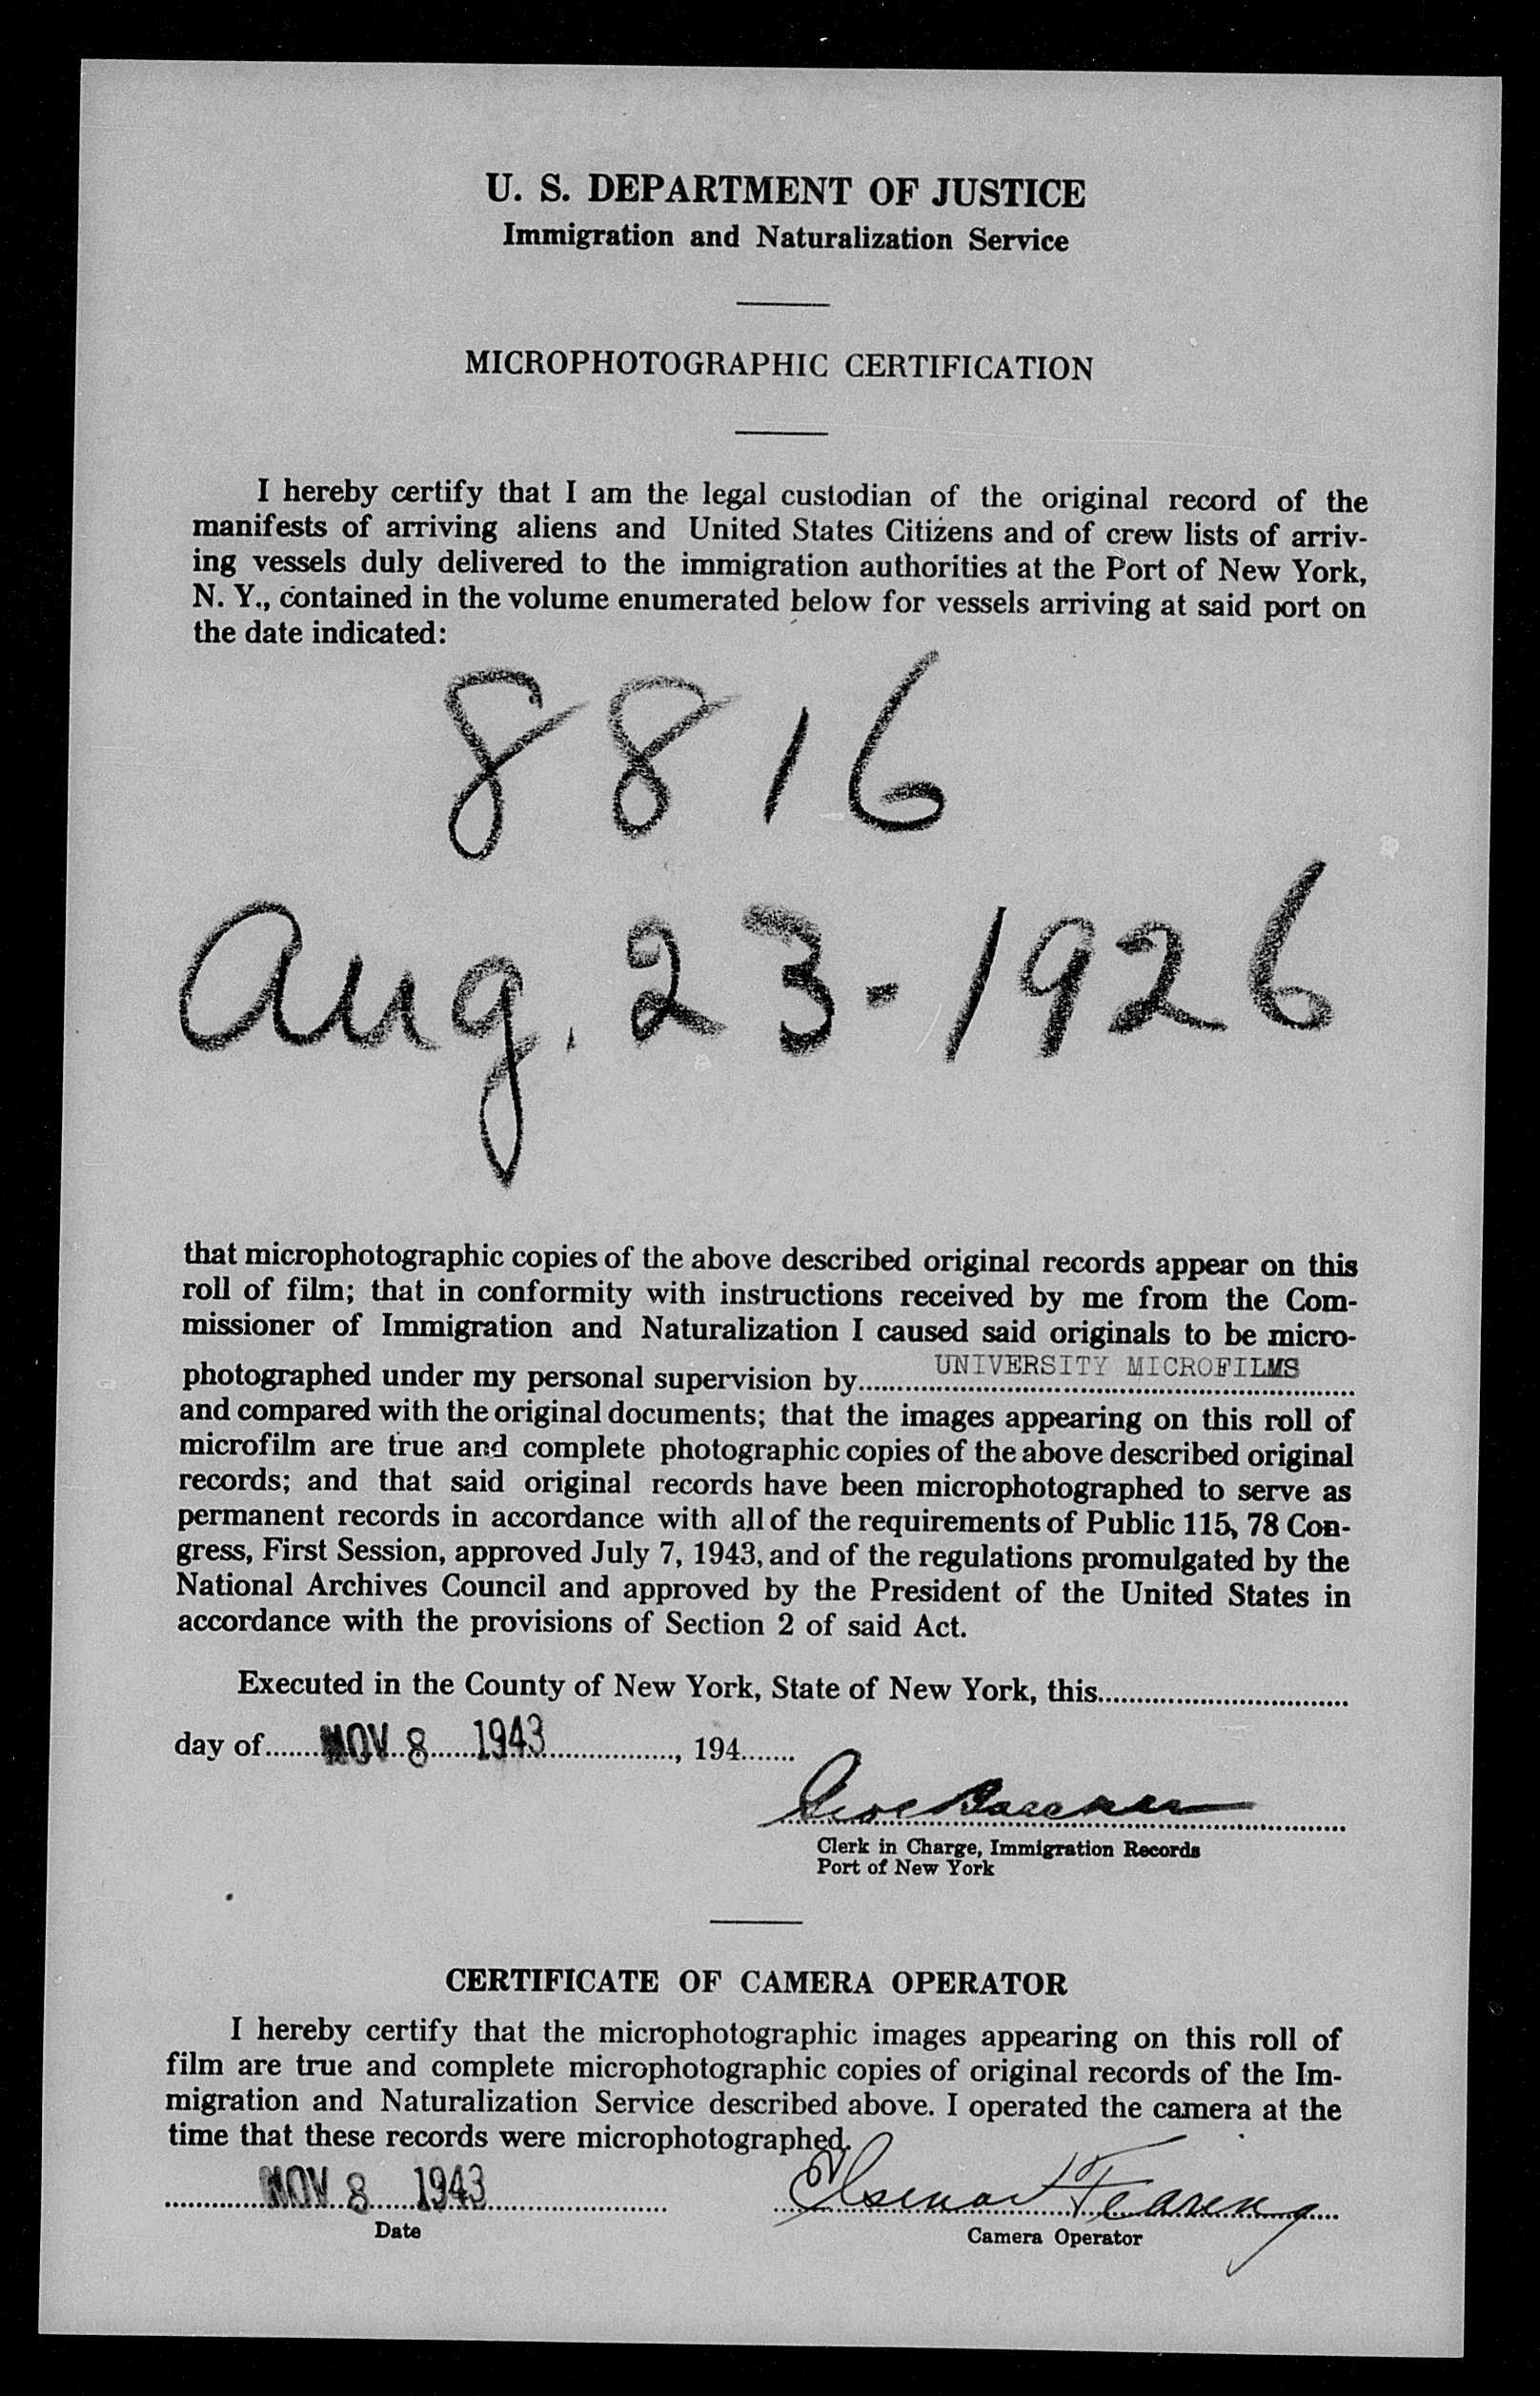 U. S. DEPARTMENT OF JUSTICE
Immigration and Naturalization Service
MICROPHOTOGRAPHIC CERTIFICATION
I hereby certify that I am the legal custodian of the original record of the
manifests of arriving aliens and United States Citizens and of crew lists of arriv-
ing vessels duly delivered to the immigration authorities at the Port of New York,
N. Y., contained in the volume enumerated below for vessels arriving at said port on
the date indicated:
8816
Aug. 23-1926
that microphotographic copies of the above described original records appear on this
roll of film; that in conformity with instructions received by me from the Com-
missioner of Immigration and Naturalization I caused said originals to be micro-
photographed under my personal supervision by UNIVERSITY MICROFILMS
and compared with the original documents; that the images appearing on this roll of
microfilm are true and complete photographic copies of the above described original
records; and that said original records have been microphotographed to serve as
permanent records in accordance with all of the requirements of Public 115, 78 Con-
gress, First Session, approved July 7, 1943, and of the regulations promulgated by the
National Archives Council and approved by the President of the United States in
accordance with the provisions of Section 2 of said Act.
Executed in the County of New York, State of New York, this
day of NOV 8 1943, 194
Clerk in Charge, Immigration Records
Port of New York
CERTIFICATE OF CAMERA OPERATOR
I hereby certify that the microphotographic images appearing on this roll of
film are true and complete microphotographic copies of original records of the Im-
migration and Naturalization Service described above. I operated the camera at the
time that these records were microphotographed.
NOV 8 1943
Date
Camera Operator